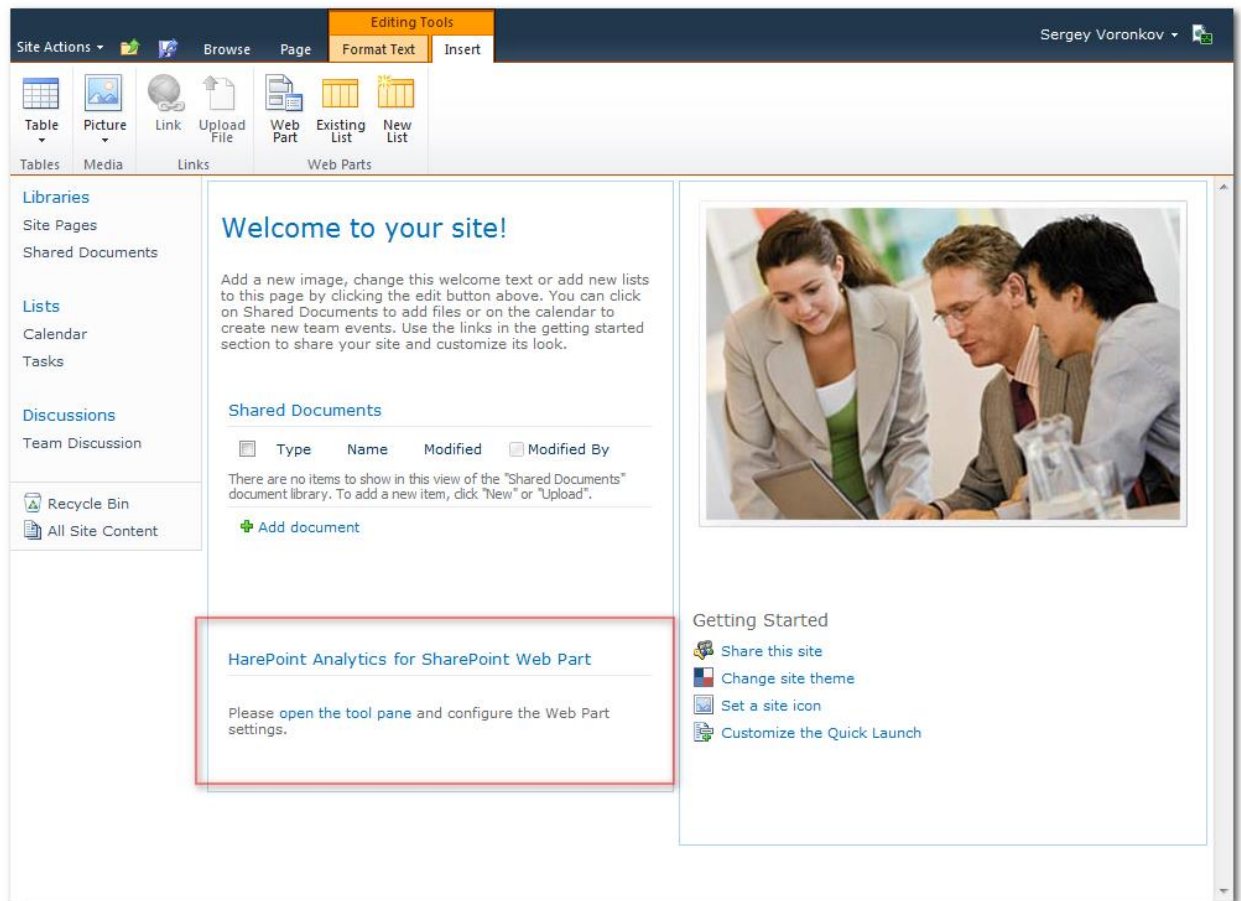 Editing Tools
Site Actions
Browse
Page
Format Text
Insert
Sergey Voronkov
Table
Picture
Link
Upload
File
Web
Part
Existing
List
New
List
Tables
Media
Links
Web Parts
Libraries
Site Pages
Shared Documents
Lists
Calendar
Tasks
Discussions
Team Discussion
Recycle Bin
All Site Content
Welcome to your site!
Add a new image, change this welcome text or add new lists
to this page by clicking the edit button above. You can click
on Shared Documents to add files or on the calendar to
create new team events. Use the links in the getting started
section to share your site and customize its look.
Shared Documents
Type Name Modified Modified By
There are no items to show in this view of the "Shared Documents"
document library. To add a new item, click "New" or "Upload".
Add document
HarePoint Analytics for SharePoint Web Part
Please open the tool pane and configure the Web Part
settings.
Getting Started
Share this site
Change site theme
Set a site icon
Customize the Quick Launch